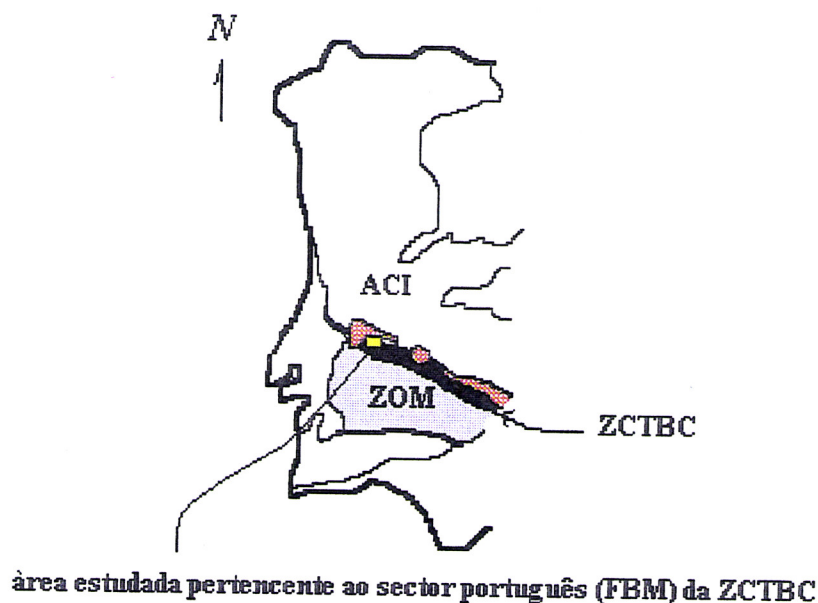 N
ACI
ZOM
ZCTBC
àrea estudada pertencente ao sector português (FBM) da ZCTBC